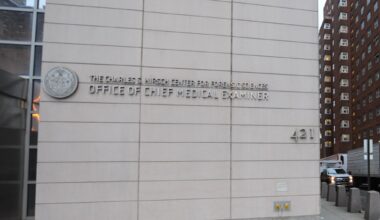 THE CHARLES S. HIRSCH CENTER FOR FORENSIC SCIENCES
OFFICE OF CHIEF MEDICAL EXAMINER
421